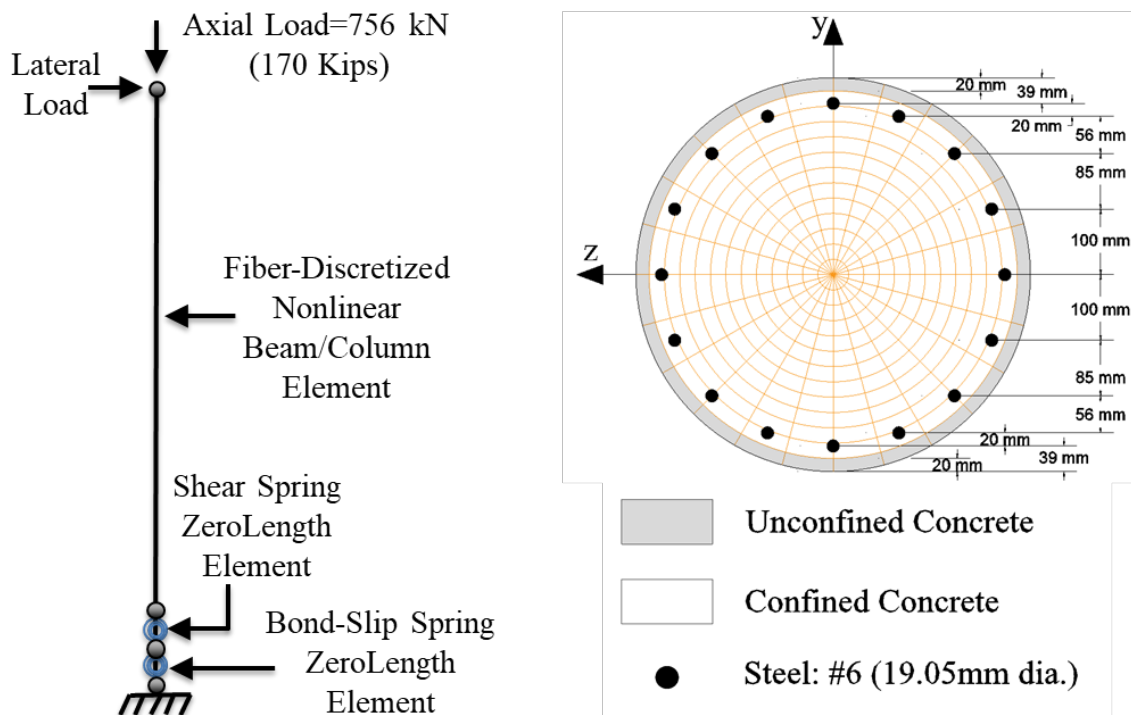 Axial Load=756 kN
(170 Kips)
Lateral
Load
Fiber-Discretized
Nonlinear
Beam/Column
Element
Shear Spring
ZeroLength
Element
Bond-Slip Spring
ZeroLength
Element
y
z
20 mm
39 mm
20 mm
56 mm
85 mm
100 mm
100 mm
85 mm
56 mm
20 mm
39 mm
20 mm
Unconfined Concrete
Confined Concrete
Steel: #6 (19.05mm dia.)